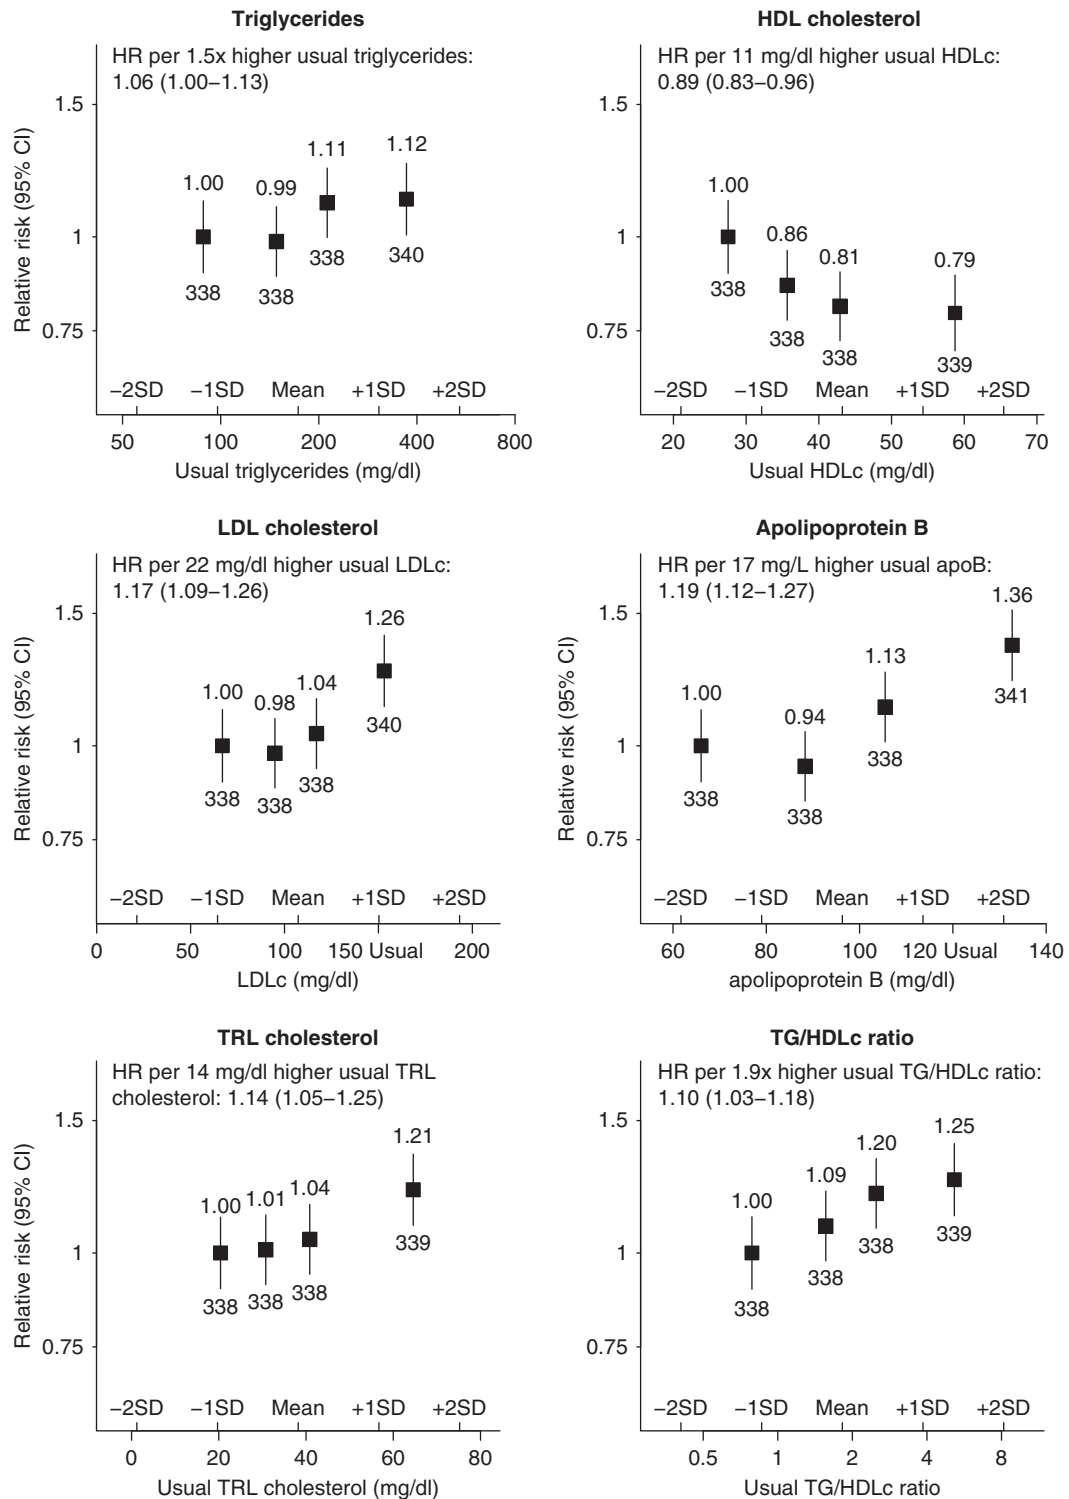 Triglycerides
HR per 1.5x higher usual triglycerides:
1.06 (1.00–1.13)
Relative risk (95% CI)
1.5
1
0.75
1.00
0.99
1.11
1.12
338
338
338
340
−2SD −1SD Mean +1SD +2SD
50 100 200 400 800
Usual triglycerides (mg/dl)
HDL cholesterol
HR per 11 mg/dl higher usual HDLc:
0.89 (0.83–0.96)
1.5
1
0.75
1.00
0.86
0.81
0.79
338
338
338
339
−2SD −1SD Mean +1SD +2SD
20 30 40 50 60 70
Usual HDLc (mg/dl)
LDL cholesterol
HR per 22 mg/dl higher usual LDLc:
1.17 (1.09–1.26)
Relative risk (95% CI)
1.5
1
0.75
1.00
0.98
1.04
1.26
338
338
338
340
−2SD −1SD Mean +1SD +2SD
0 50 100 150 Usual 200
LDLc (mg/dl)
Apolipoprotein B
HR per 17 mg/L higher usual apoB:
1.19 (1.12–1.27)
Relative risk (95% CI)
1.5
1
0.75
1.00
0.94
1.13
1.36
338
338
338
341
−2SD −1SD Mean +1SD +2SD
60 80 100 120 Usual 140
apolipoprotein B (mg/dl)
TRL cholesterol
HR per 14 mg/dl higher usual TRL
cholesterol: 1.14 (1.05–1.25)
Relative risk (95% CI)
1.5
1
0.75
1.00
1.01
1.04
1.21
338
338
338
339
−2SD −1SD Mean +1SD +2SD
0 20 40 60 80
Usual TRL cholesterol (mg/dl)
TG/HDLc ratio
HR per 1.9x higher usual TG/HDLc ratio:
1.10 (1.03–1.18)
1.5
1
0.75
1.00
1.09
1.20
1.25
338
338
338
339
−2SD −1SD Mean +1SD +2SD
0.5 1 2 4 8
Usual TG/HDLc ratio